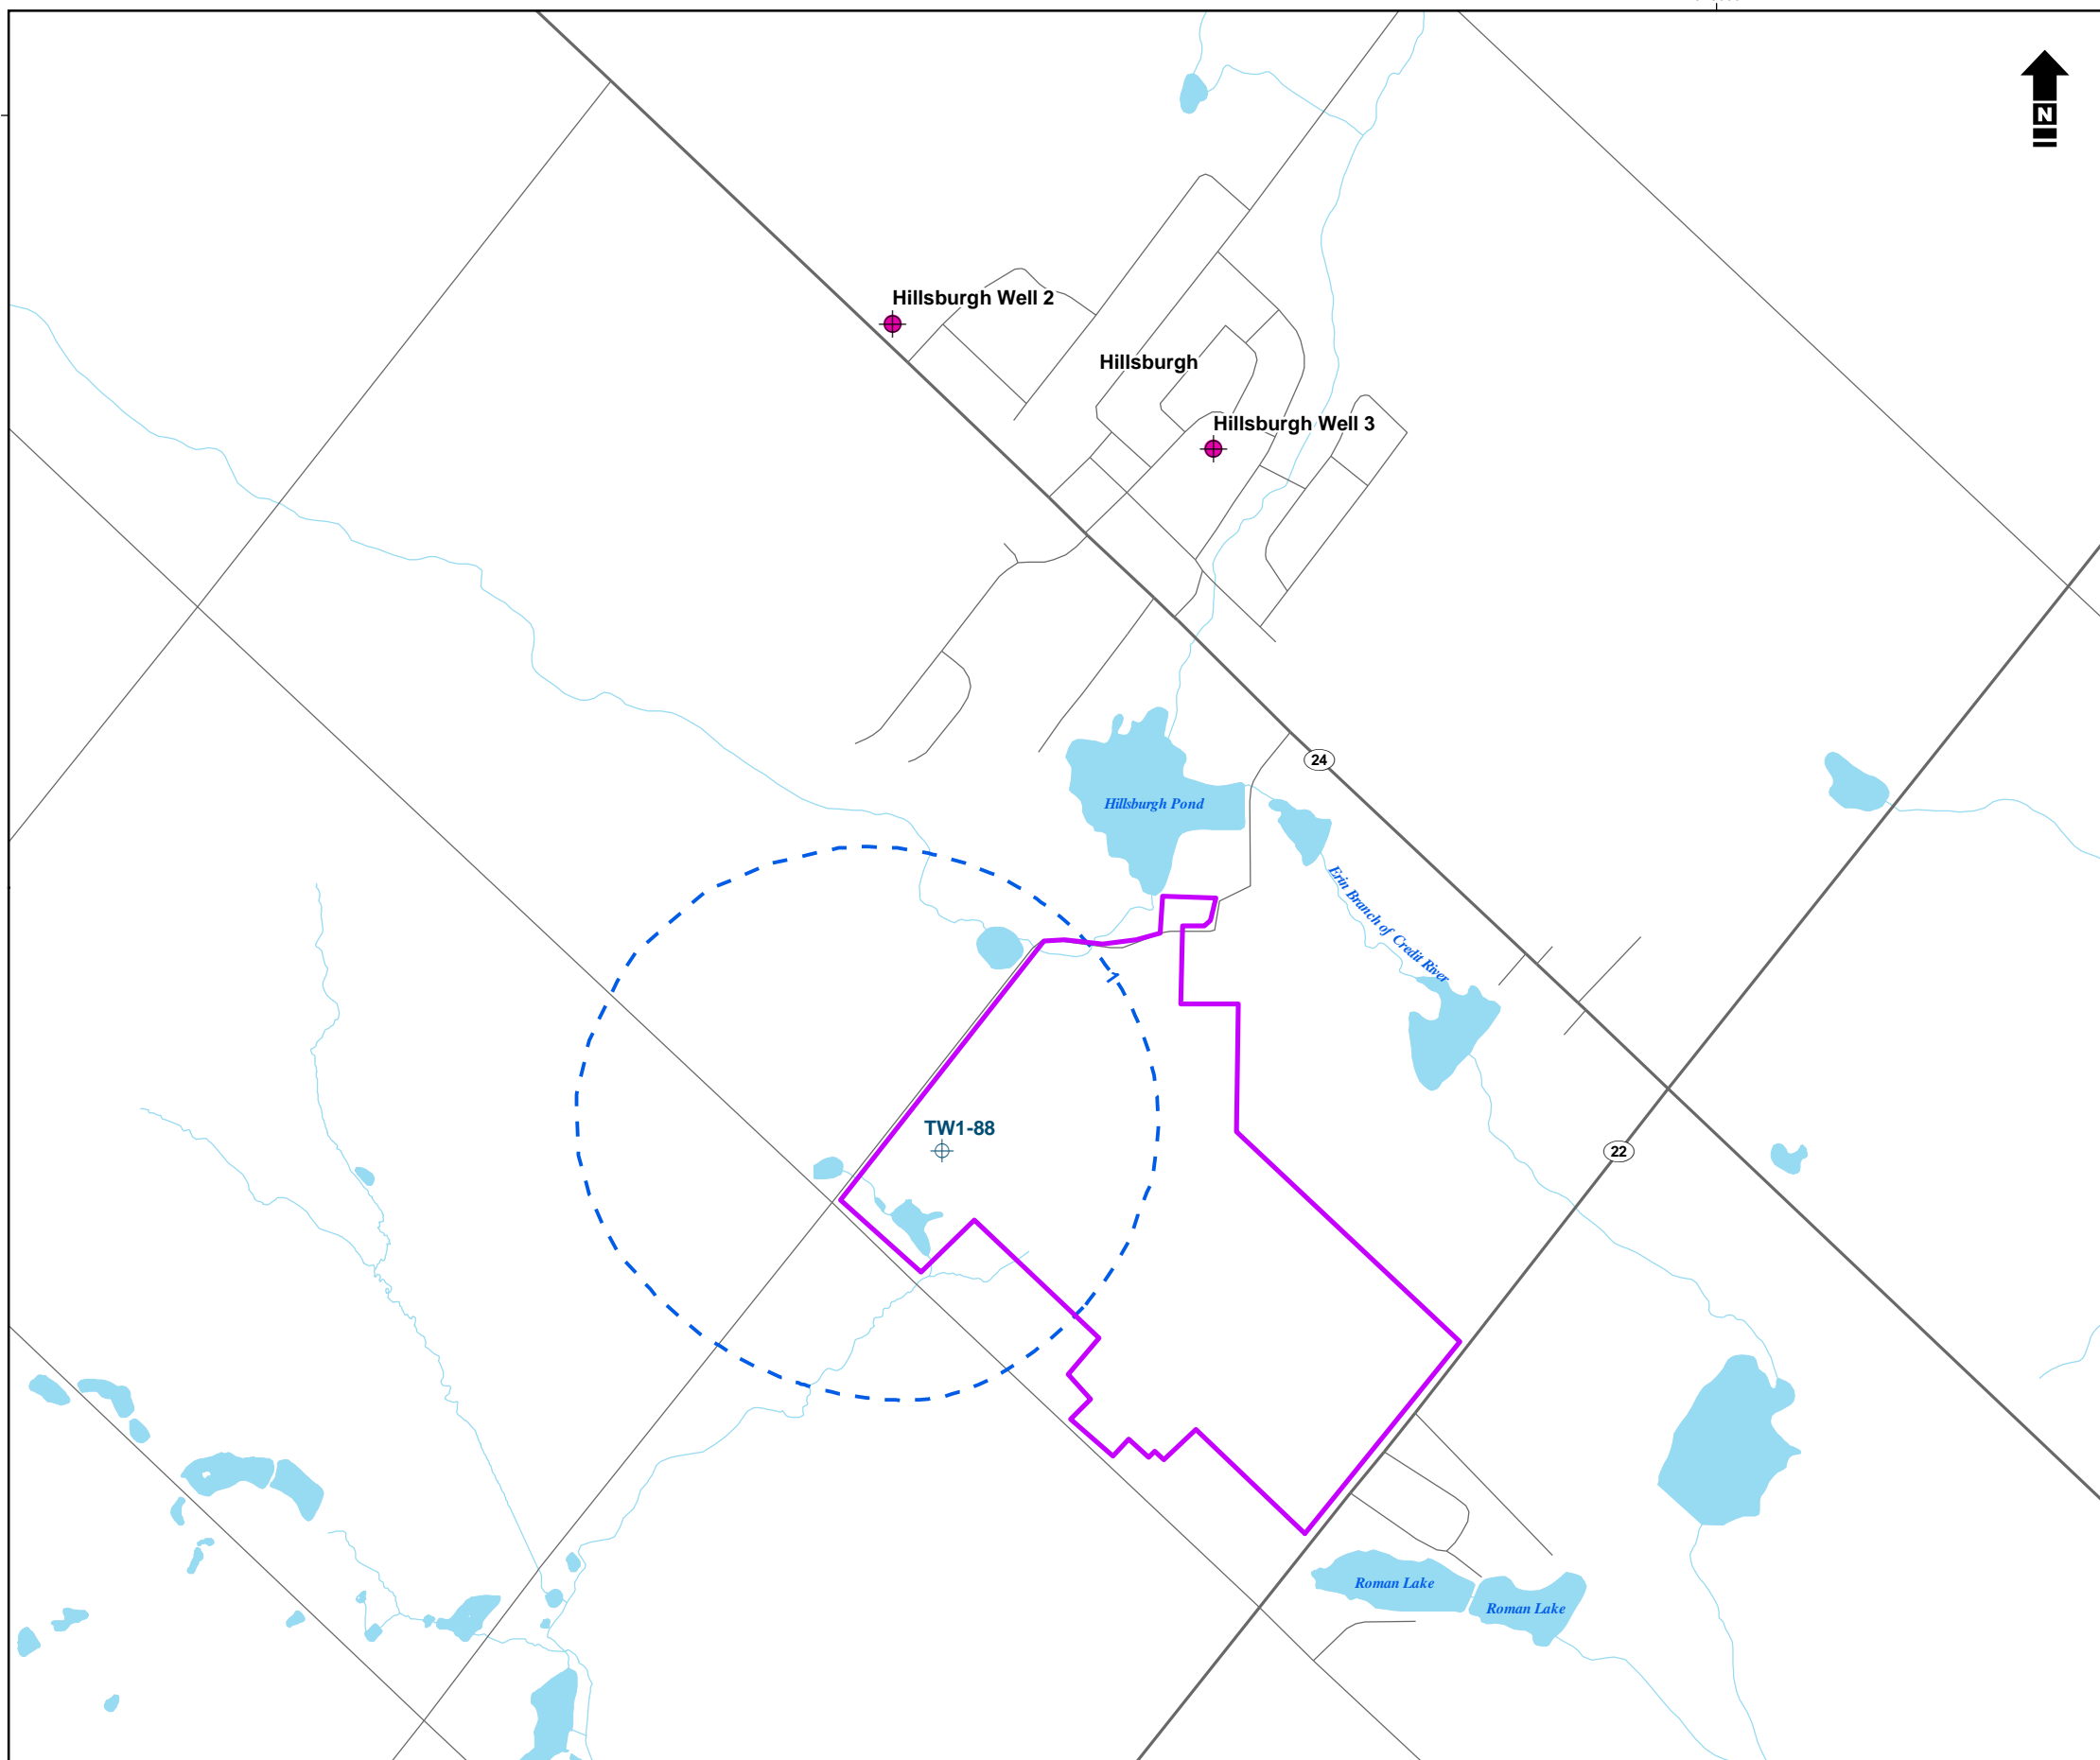 N
Hillsburgh Well 2
Hillsburgh
Hillsburgh Well 3
24
Hillsburgh Pond
Erin Branch of Credit River
TW1-88
22
Roman Lake
Roman Lake